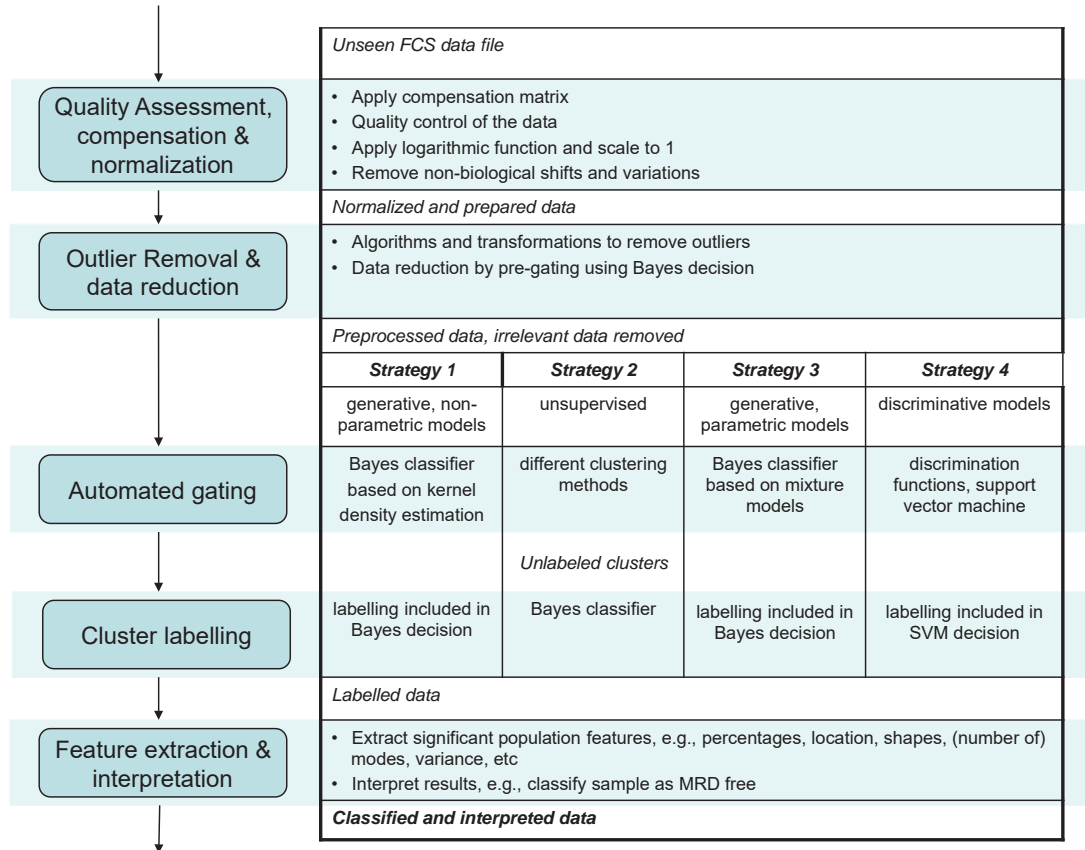 Unseen FCS data file
Quality Assessment,
compensation &
normalization
• Apply compensation matrix
• Quality control of the data
• Apply logarithmic function and scale to 1
• Remove non-biological shifts and variations
Normalized and prepared data
Outlier Removal &
data reduction
• Algorithms and transformations to remove outliers
• Data reduction by pre-gating using Bayes decision
Preprocessed data, irrelevant data removed
Strategy 1
Strategy 2
Strategy 3
Strategy 4
generative, non-
parametric models
unsupervised
generative,
parametric models
discriminative models
Automated gating
Bayes classifier
based on kernel
density estimation
different clustering
methods
Bayes classifier
based on mixture
models
discrimination
functions, support
vector machine
Unlabeled clusters
Cluster labelling
labelling included in
Bayes decision
Bayes classifier
labelling included in
Bayes decision
labelling included in
SVM decision
Labelled data
Feature extraction &
interpretation
• Extract significant population features, e.g., percentages, location, shapes, (number of)
modes, variance, etc
• Interpret results, e.g., classify sample as MRD free
Classified and interpreted data